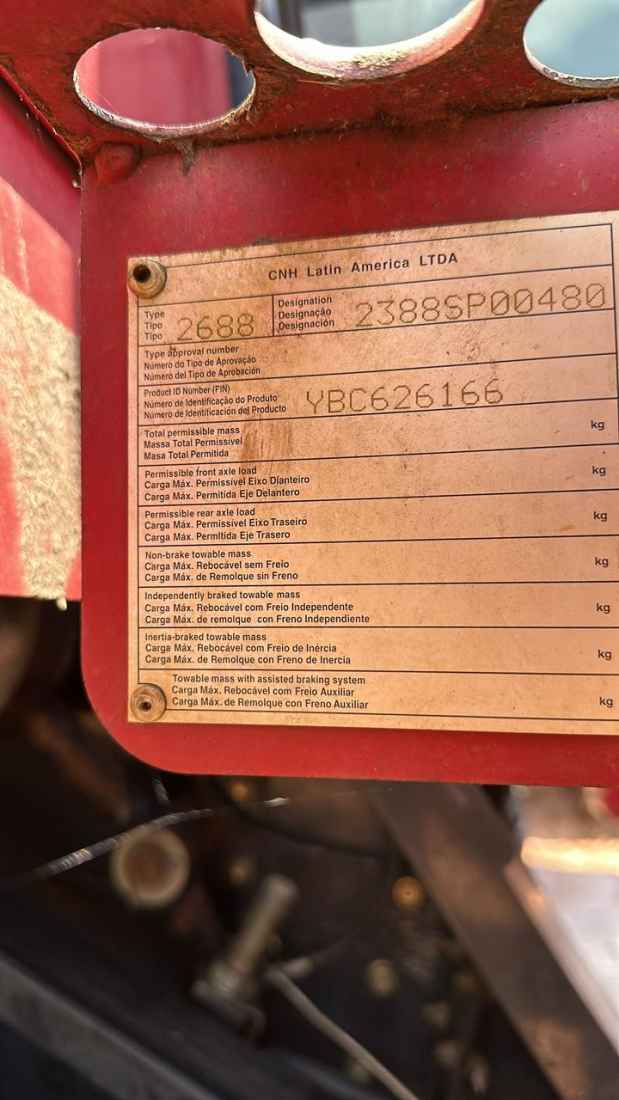 CNH Latin America LTDA
Type
Tipo
Tipo
2688
Designation
Designação
Designación
2388SP00480
Type approval number
Número do Tipo de Aprovação
Número del Tipo de Aprobación
Product ID Number (FIN)
Número de Identificação do Produto
Número de Identificación del Producto
YBC626166
Total permissible mass
Massa Total Permissível
Masa Total Permitida
kg
Permissible front axle load
Carga Máx. Permissível Eixo Dianteiro
Carga Máx. Permitida Eje Delantero
kg
Permissible rear axle load
Carga Máx. Permissível Eixo Traseiro
Carga Máx. Permitida Eje Trasero
kg
Non-brake towable mass
Carga Máx. Rebocável sem Freio
Carga Máx. de Remolque sin Freno
kg
Independently braked towable mass
Carga Máx. Rebocável com Freio Independente
Carga Máx. de remolque con Freno Independiente
kg
Inertia-braked towable mass
Carga Máx. Rebocável com Freio de Inércia
Carga Máx. de Remolque con Freno de Inercia
kg
Towable mass with assisted braking system
Carga Máx. Rebocável com Freio Auxiliar
Carga Máx. de Remolque con Freno Auxiliar
kg